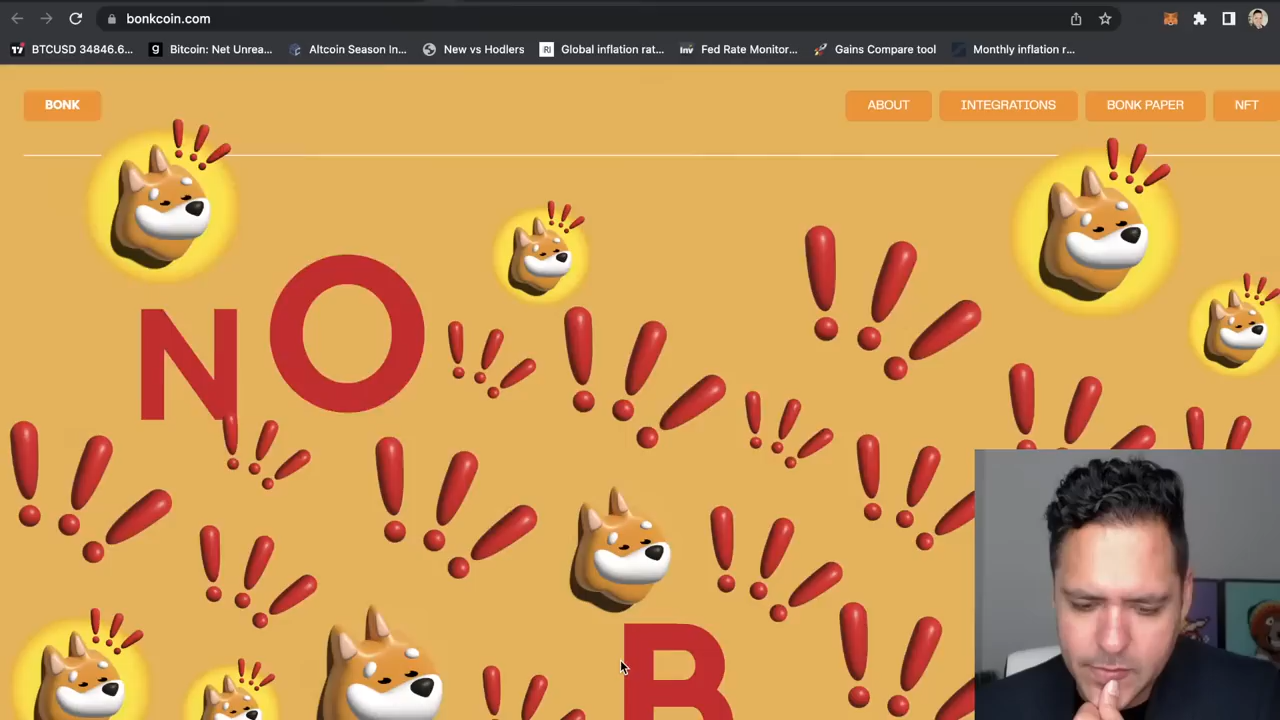 bonkcoin.com
BTCUSD 34846.6... Bitcoin: Net Unrea... Altcoin Season In... New vs Hodlers Global inflation rat... Fed Rate Monitor... Gains Compare tool Monthly inflation r...
BONK ABOUT INTEGRATIONS BONK PAPER NFT
NO
B